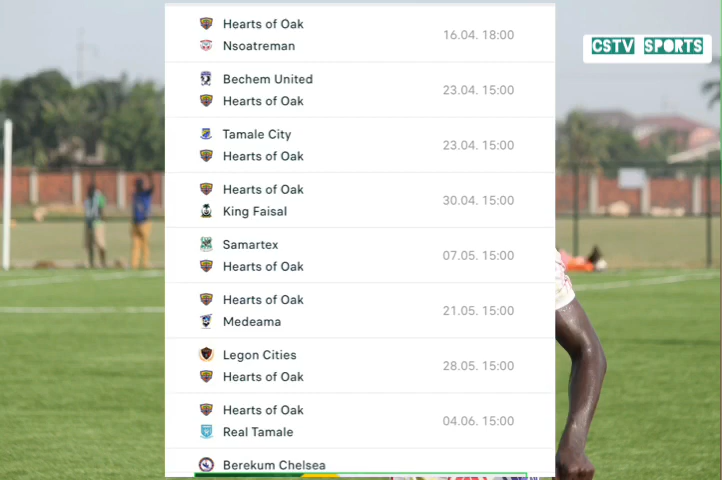 Hearts of Oak
Nsoatreman
16.04. 18:00
CSTV SPORTS
Bechem United
Hearts of Oak
23.04. 15:00
Tamale City
Hearts of Oak
23.04. 15:00
Hearts of Oak
King Faisal
30.04. 15:00
Samartex
Hearts of Oak
07.05. 15:00
Hearts of Oak
Medeama
21.05. 15:00
Legon Cities
Hearts of Oak
28.05. 15:00
Hearts of Oak
Real Tamale
04.06. 15:00
Berekum Chelsea